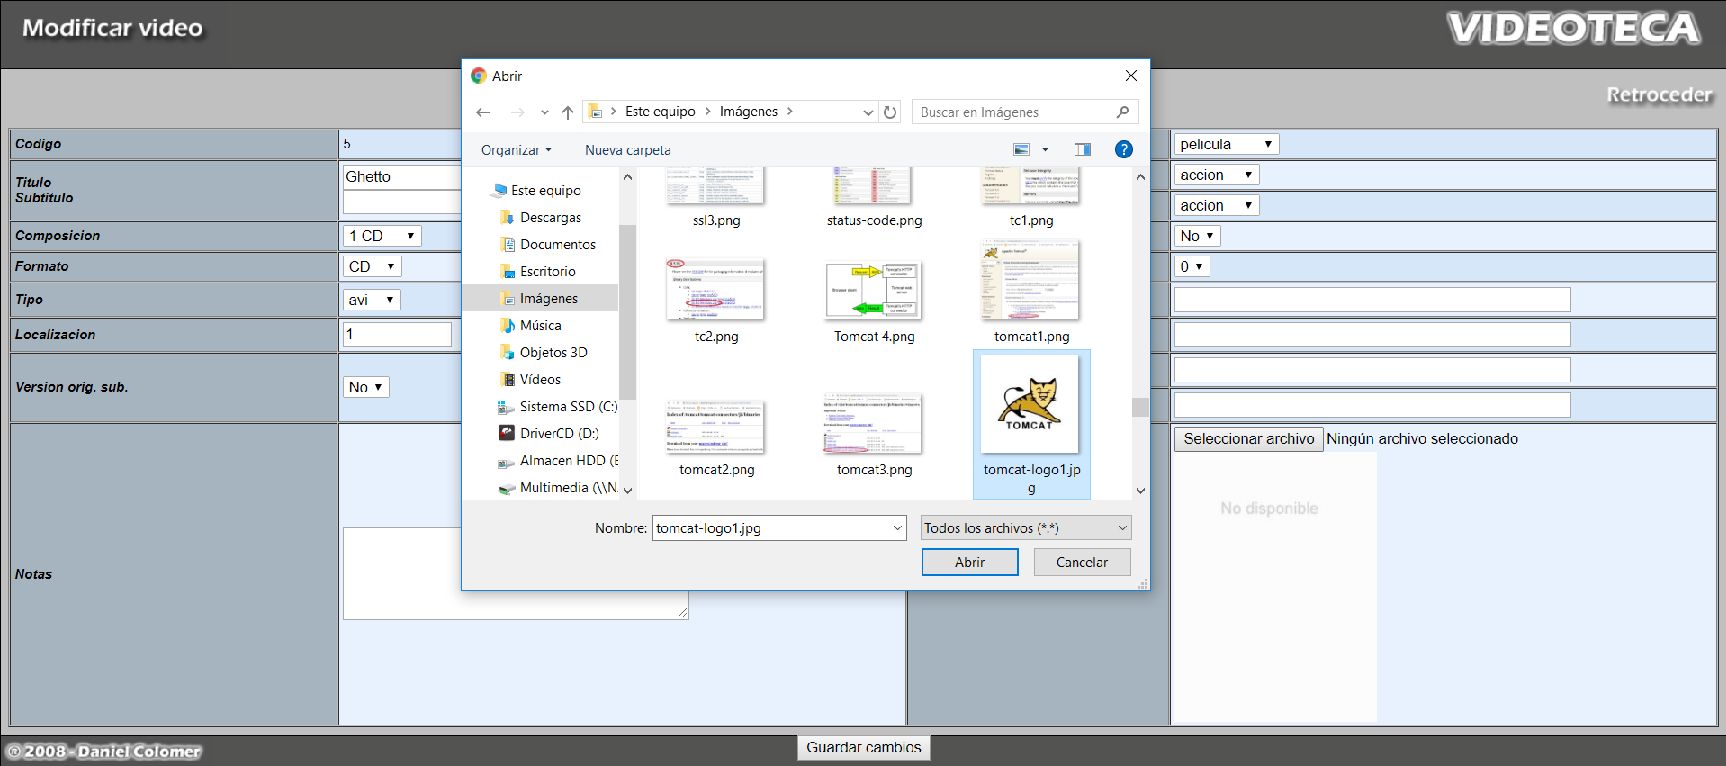 Modificar video
VIDEOTECA
Retroceder
Codigo
5
pelicula
Titulo
Subtitulo
Ghetto
accion
accion
Composicion
1 CD
No
Formato
CD
0
Tipo
avi
Localizacion
1
Version orig. sub.
No
Notas
Seleccionar archivo Ningún archivo seleccionado
No disponible
Abrir
Este equipo
Imágenes
Buscar en Imágenes
Organizar
Nueva carpeta
Este equipo
Descargas
Documentos
Escritorio
Imágenes
Música
Objetos 3D
Vídeos
Sistema SSD (C:)
DriverCD (D:)
Almacen HDD (E
Multimedia (\\N
ssl3.png
status-code.png
tc1.png
tc2.png
Tomcat 4.png
tomcat1.png
tomcat2.png
tomcat3.png
TOMCAT
tomcat-logo1.jp
g
Nombre:
tomcat-logo1.jpg
Todos los archivos (*.*)
Abrir
Cancelar
© 2008 - Daniel Colomer
Guardar cambios